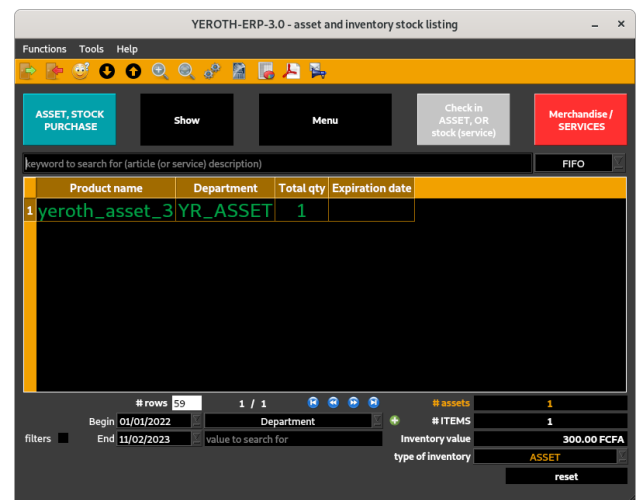 YEROTH-ERP-3.0 - asset and inventory stock listing
Functions Tools Help
ASSET, STOCK PURCHASE
Show
Menu
Check in ASSET, OR stock (service)
Merchandise / SERVICES
keyword to search for (article (or service) description)
FIFO
Product name Department Total qty Expiration date
1 yeroth_asset_3 YR_ASSET 1
# rows 59 1 / 1 # assets 1
Begin 01/01/2022 Department # ITEMS 1
filters End 11/02/2023 value to search for Inventory value 300.00 FCFA
type of inventory ASSET
reset